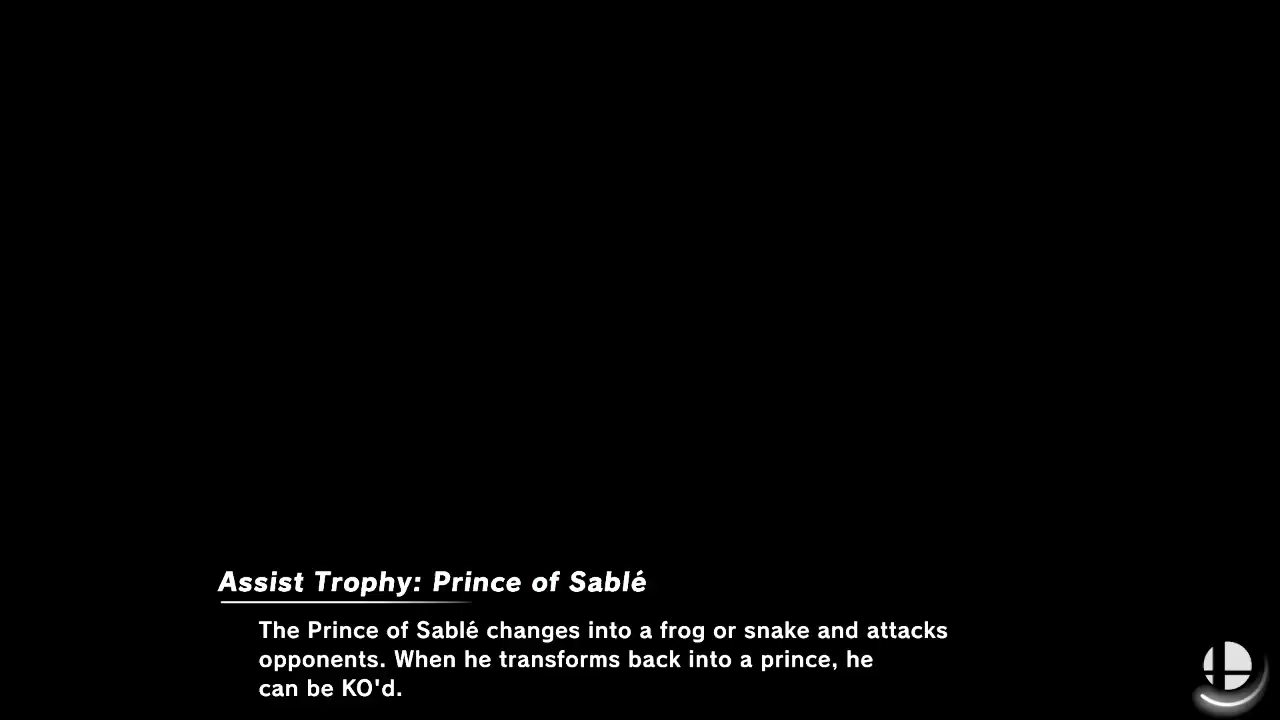 Assist Trophy: Prince of Sablé
The Prince of Sablé changes into a frog or snake and attacks
opponents. When he transforms back into a prince, he
can be KO'd.